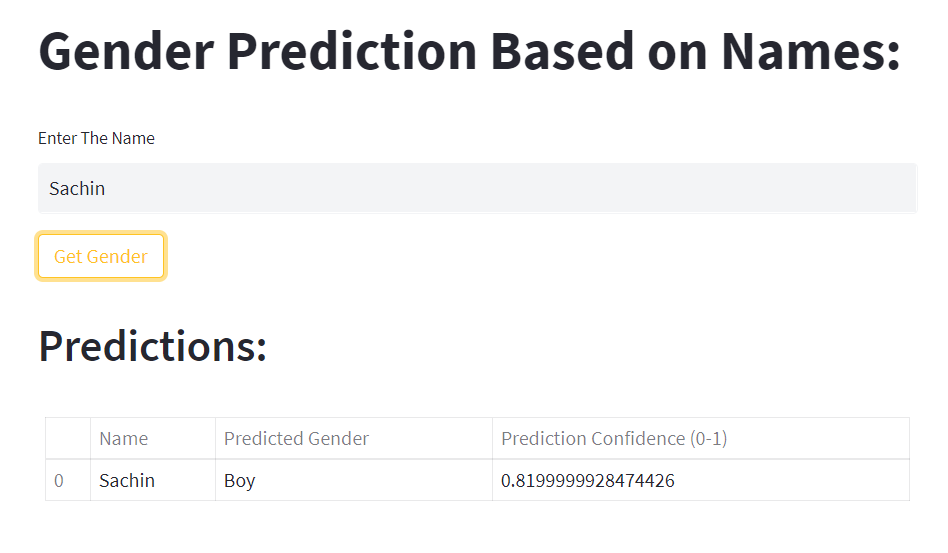 Gender Prediction Based on Names:
Enter The Name
Sachin
Get Gender
Predictions:
Name Predicted Gender Prediction Confidence (0-1)
0 Sachin Boy 0.8199999928474426